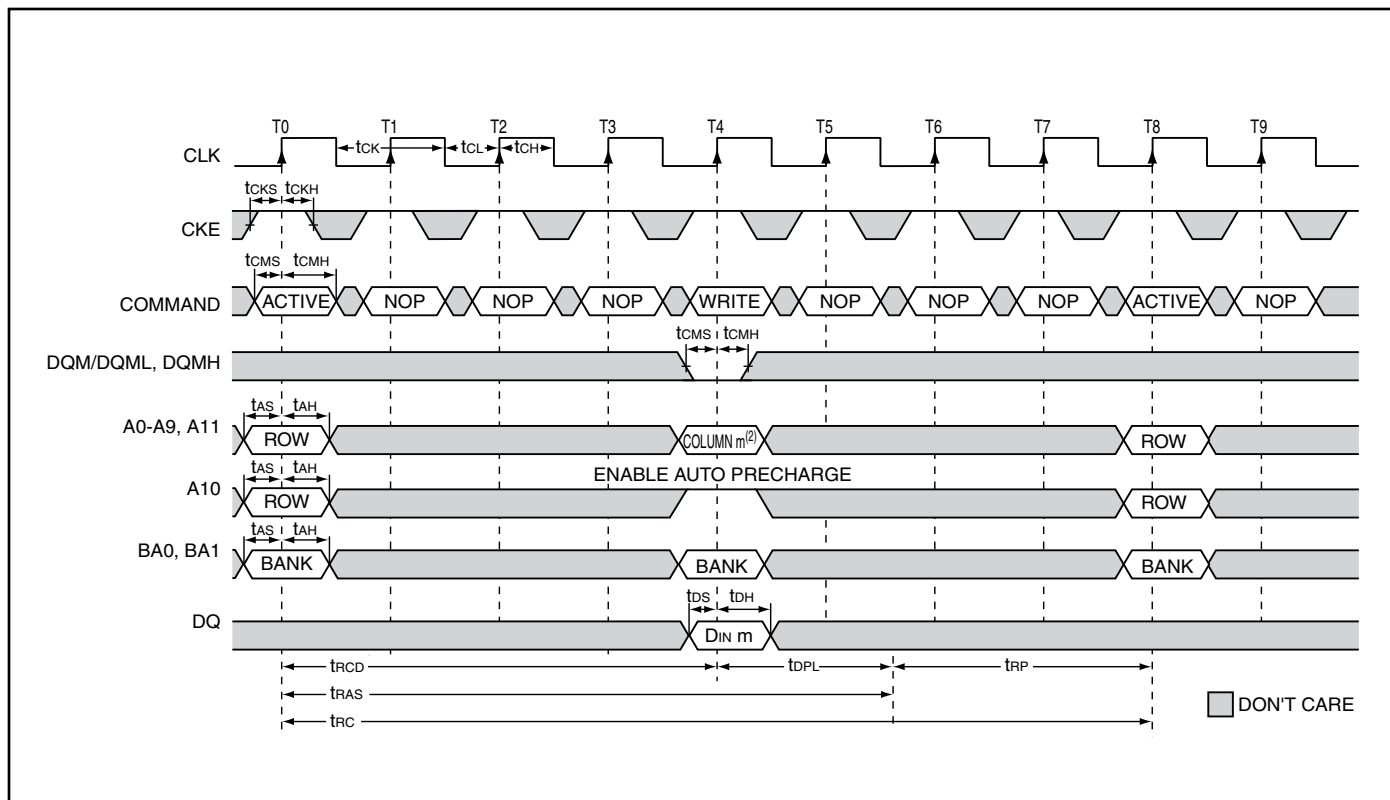 T0 T1 T2 T3 T4 T5 T6 T7 T8 T9
CLK tCK tCL tCH
tCKS tCKH
CKE
tCMS tCMH
COMMAND ACTIVE NOP NOP NOP WRITE NOP NOP NOP ACTIVE NOP
tCMS tCMH
DQM/DQML, DQMH
tAS tAH
A0-A9, A11 ROW COLUMN m(2) ROW
tAS tAH ENABLE AUTO PRECHARGE
A10 ROW ROW
tAS tAH
BA0, BA1 BANK BANK BANK
tDS tDH
DQ DIN m
tRCD tDPL tRP
tRAS
tRC
DON'T CARE